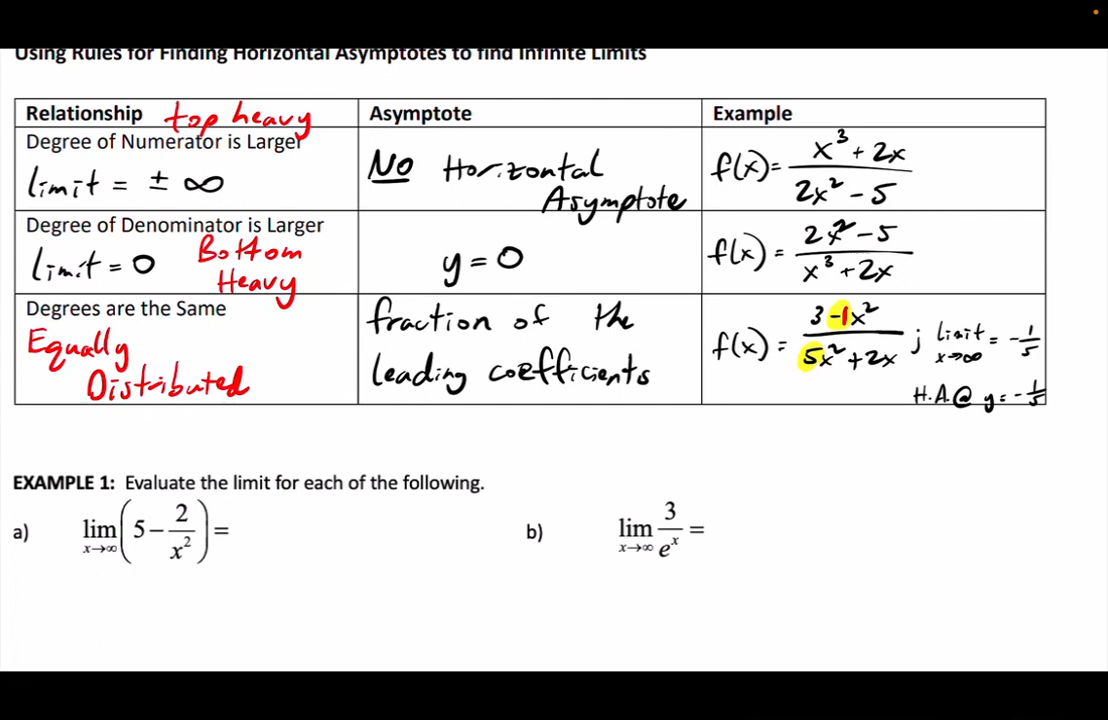 Using Rules for Finding Horizontal Asymptotes to find Infinite Limits
Relationship top heavy
Asymptote
Example
Degree of Numerator is Larger
limit = ± ∞
No Horizontal
Asymptote
f(x) = (x³ + 2x)/(2x² - 5)
Degree of Denominator is Larger
limit = 0
Bottom
Heavy
y = 0
f(x) = (2x² - 5)/(x³ + 2x)
Degrees are the Same
Equally
Distributed
fraction of the
leading coefficients
f(x) = (3 - 1x²)/(5x² + 2x) ; limit x→∞ = -1/5
H.A. @ y = -1/5
EXAMPLE 1: Evaluate the limit for each of the following.
a) lim x→∞ (5 - 2/x²) =
b) lim x→∞ 3/eˣ =